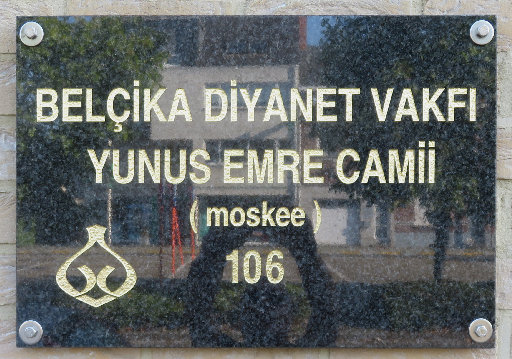 BELÇİKA DİYANET VAKFI
YUNUS EMRE CAMİİ
( moskee )
106